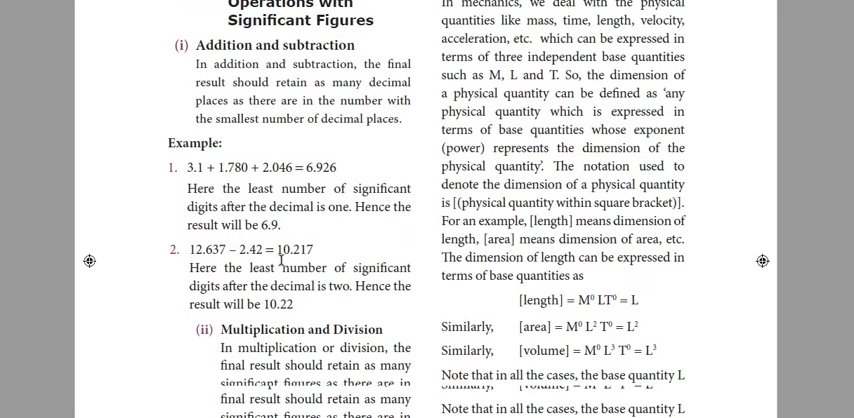 Operations with
Significant Figures
(i) Addition and subtraction
In addition and subtraction, the final
result should retain as many decimal
places as there are in the number with
the smallest number of decimal places.
Example:
1. 3.1 + 1.780 + 2.046 = 6.926
Here the least number of significant
digits after the decimal is one. Hence the
result will be 6.9.
2. 12.637 – 2.42 = 10.217
Here the least number of significant
digits after the decimal is two. Hence the
result will be 10.22
(ii) Multiplication and Division
In multiplication or division, the
final result should retain as many
significant figures as there are in
final result should retain as many
significant figures as there are in
In mechanics, we deal with the physical
quantities like mass, time, length, velocity,
acceleration, etc. which can be expressed in
terms of three independent base quantities
such as M, L and T. So, the dimension of
a physical quantity can be defined as ‘any
physical quantity which is expressed in
terms of base quantities whose exponent
(power) represents the dimension of the
physical quantity’. The notation used to
denote the dimension of a physical quantity
is [(physical quantity within square bracket)].
For an example, [length] means dimension of
length, [area] means dimension of area, etc.
The dimension of length can be expressed in
terms of base quantities as
[length] = M⁰ LT⁰ = L
Similarly, [area] = M⁰ L² T⁰ = L²
Similarly, [volume] = M⁰ L³ T⁰ = L³
Note that in all the cases, the base quantity L
Note that in all the cases, the base quantity L